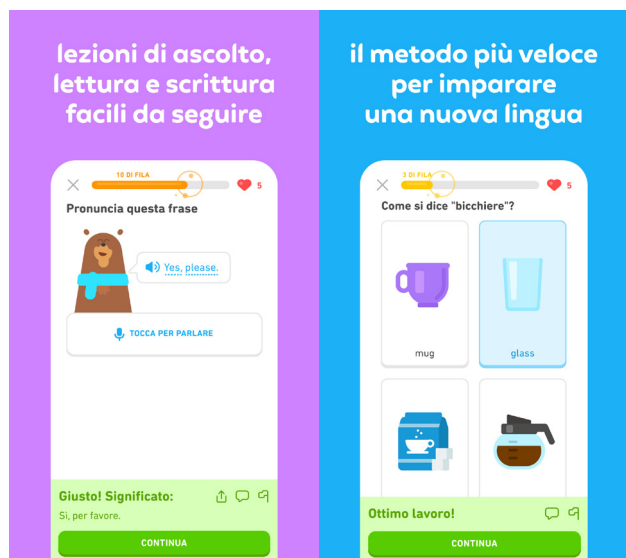 lezioni di ascolto,
lettura e scrittura
facili da seguire
10 DI FILA
5
Pronuncia questa frase
Yes, please.
TOCCA PER PARLARE
Giusto! Significato:
Sì, per favore.
CONTINUA
il metodo più veloce
per imparare
una nuova lingua
3 DI FILA
5
Come si dice "bicchiere"?
mug
glass
Ottimo lavoro!
CONTINUA